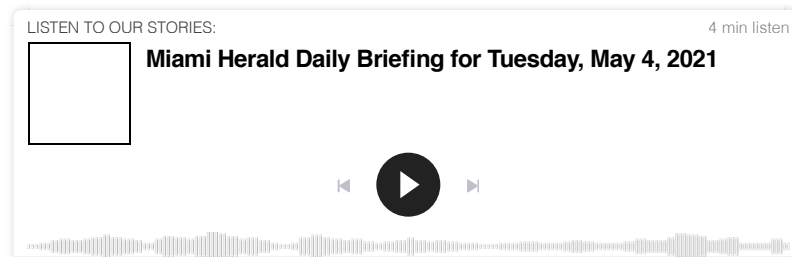 LISTEN TO OUR STORIES:
4 min listen
Miami Herald Daily Briefing for Tuesday, May 4, 2021